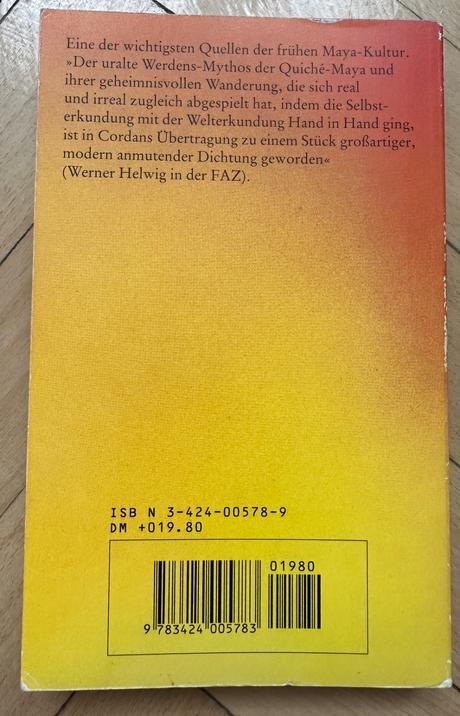 Eine der wichtigsten Quellen der frühen Maya-Kultur.
»Der uralte Werdens-Mythos der Quiché-Maya und
ihrer geheimnisvollen Wanderung, die sich real
und irreal zugleich abgespielt hat, indem die Selbst-
erkundung mit der Welterkundung Hand in Hand ging,
ist in Cordans Übertragung zu einem Stück großartiger,
modern anmutender Dichtung geworden«
(Werner Helwig in der FAZ).
ISB N 3-424-00578-9
DM +019.80
01980
9 783424 005783